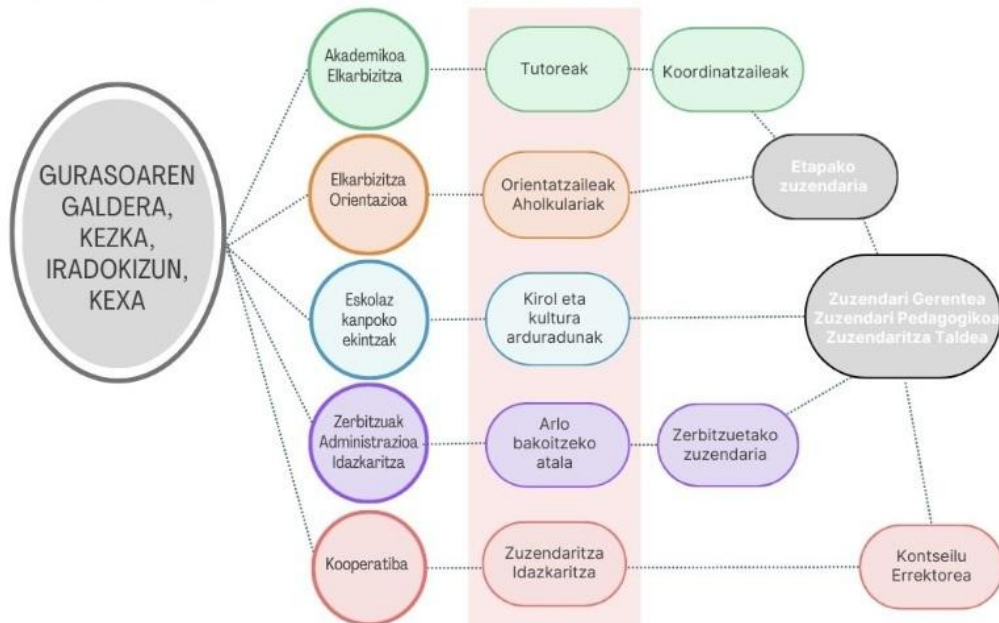 GURASOAREN
GALDERA,
KEZKA,
IRADOKIZUN,
KEXA
Akademikoa
Elkarbizitza
Tutoreak
Koordinatzaileak
Elkarbizitza
Orientazioa
Orientatzaileak
Aholkulariak
Etapako
zuzendaria
Eskolaz
kanpoko
ekintzak
Kirol eta
kultura
arduradunak
Zuzendari Gerentea
Zuzendari Pedagogikoa
Zuzendaritza Taldea
Zerbitzuak
Administrazioa
Idazkaritza
Arlo
bakoitzeko
atala
Zerbitzuetako
zuzendaria
Kooperatiba
Zuzendaritza
Idazkaritza
Kontseilu
Errektorea